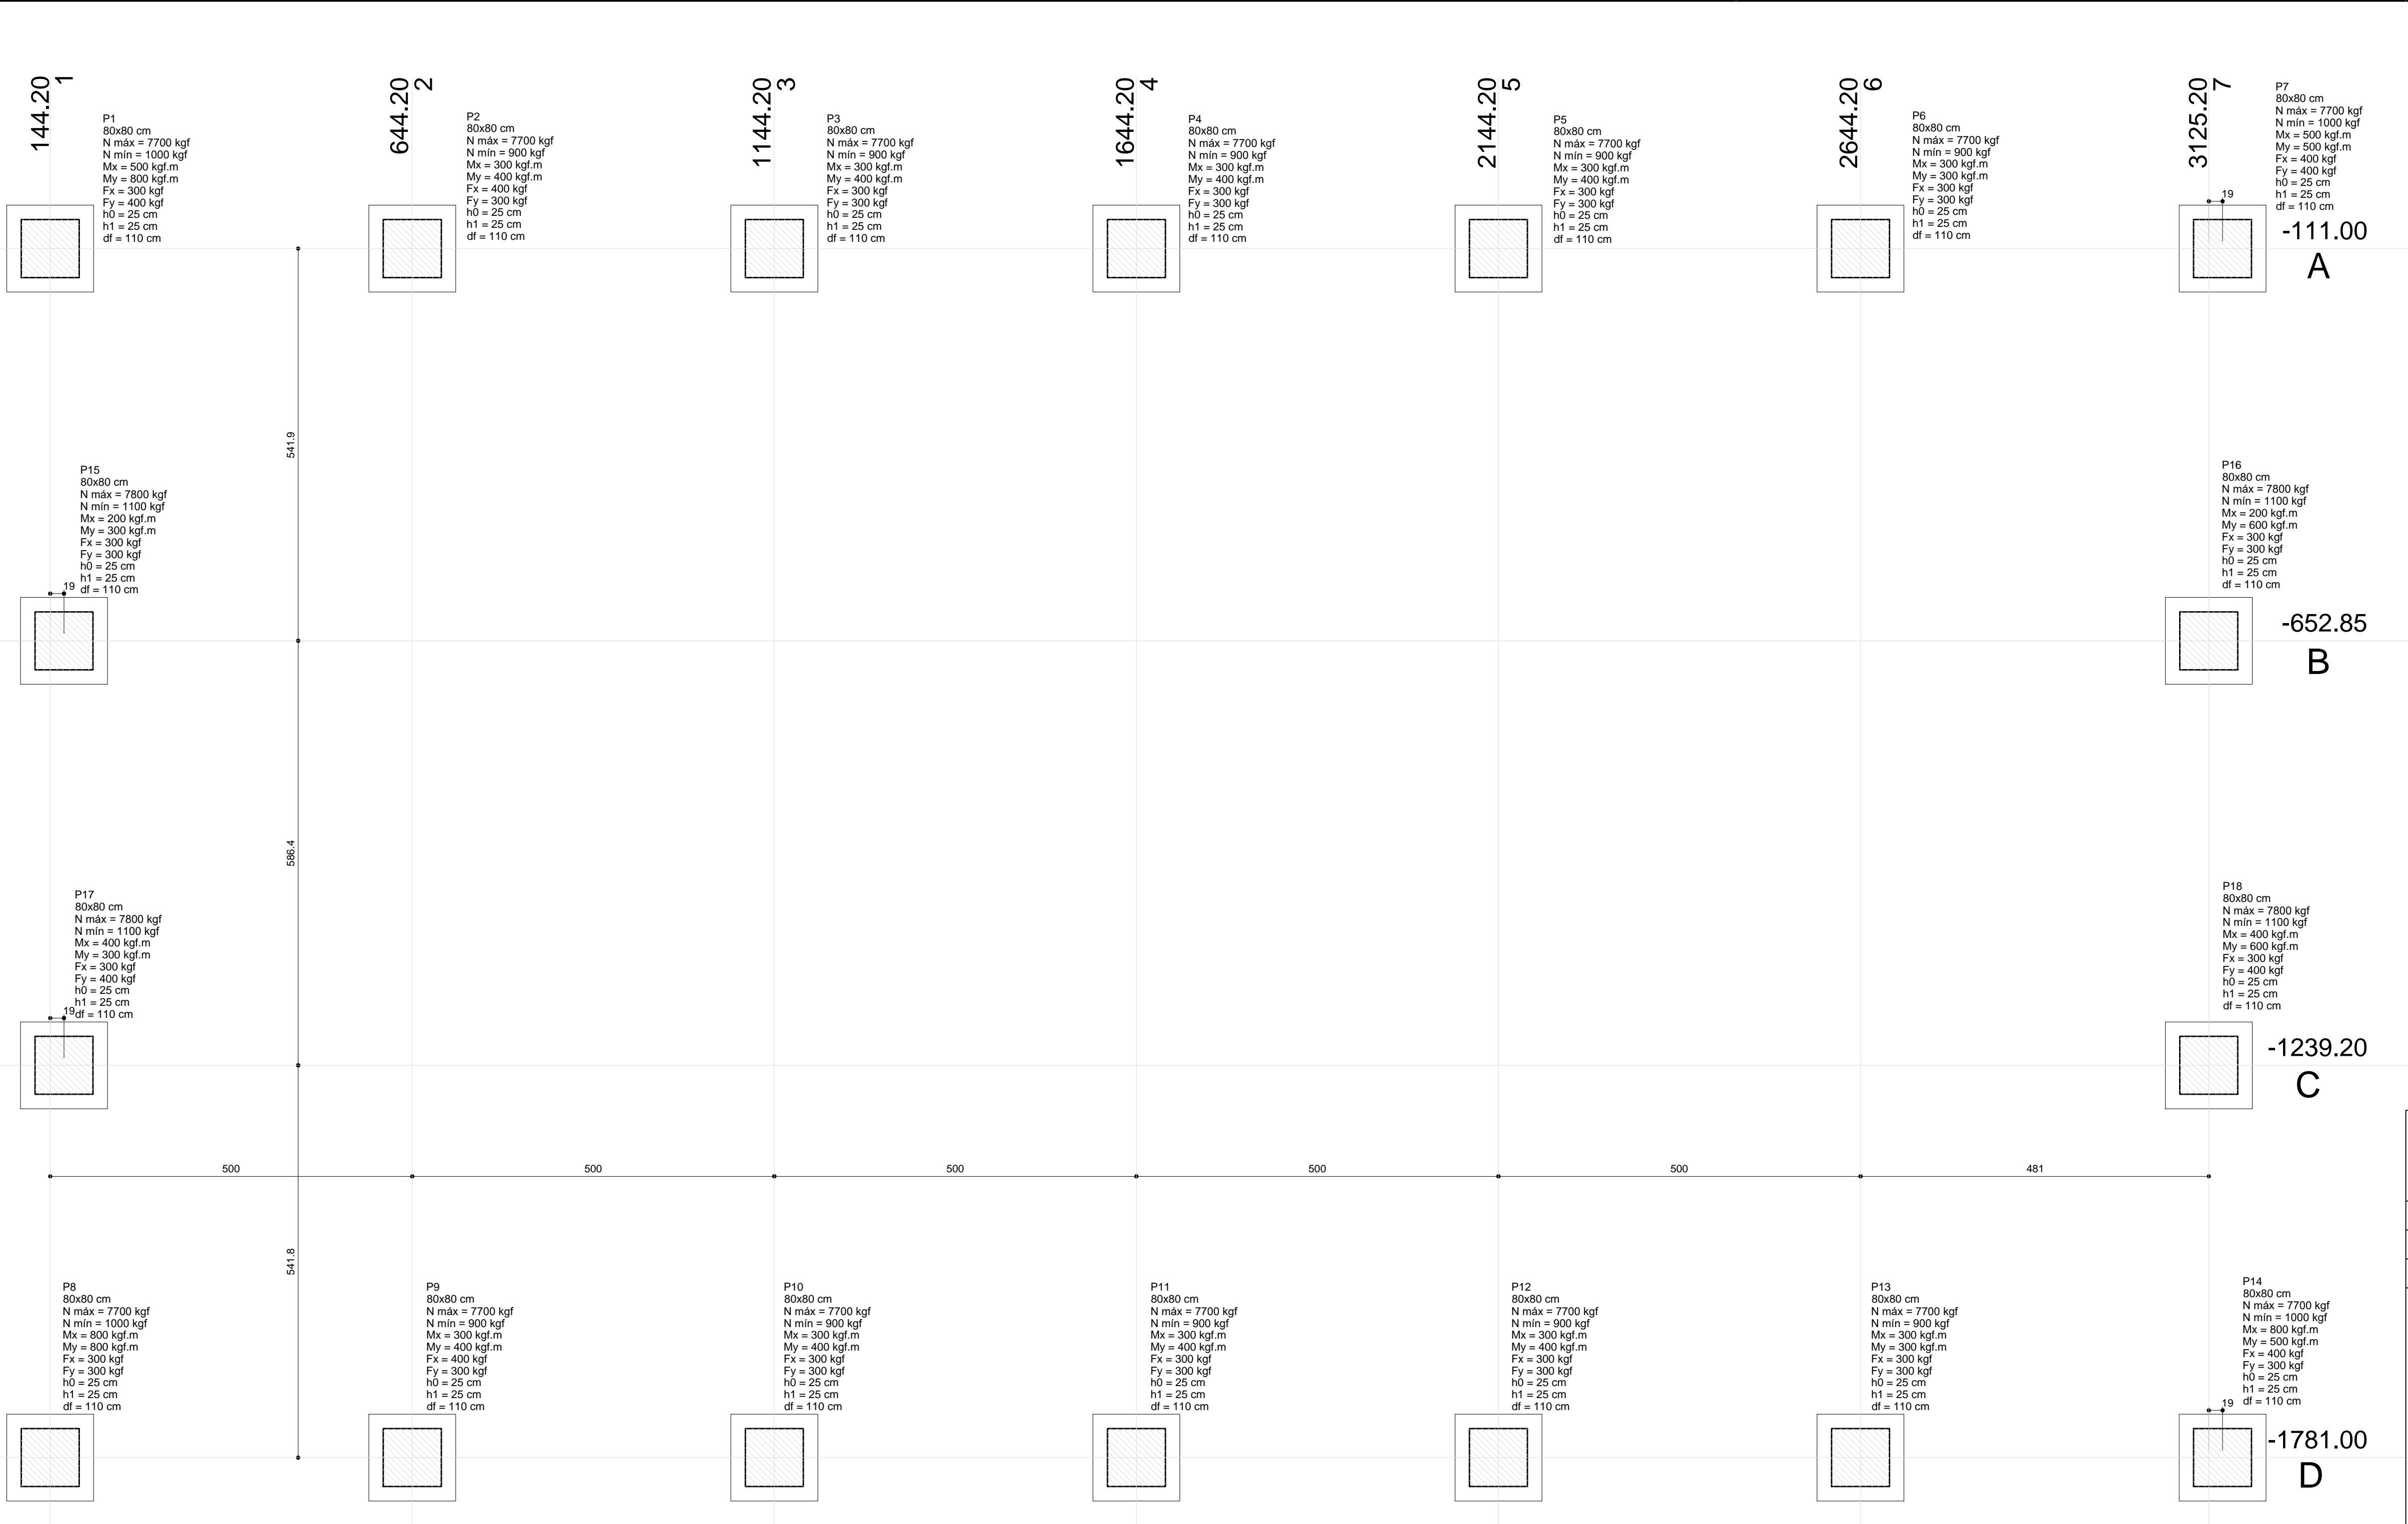 144.20
1
644.20
2
1144.20
3
1644.20
4
2144.20
5
2644.20
6
3125.20
7
P1
80x80 cm
N máx = 7700 kgf
N mín = 1000 kgf
Mx = 500 kgf.m
My = 800 kgf.m
Fx = 300 kgf
Fy = 400 kgf
h0 = 25 cm
h1 = 25 cm
df = 110 cm
P2
80x80 cm
N máx = 7700 kgf
N mín = 900 kgf
Mx = 300 kgf.m
My = 400 kgf.m
Fx = 400 kgf
Fy = 300 kgf
h0 = 25 cm
h1 = 25 cm
df = 110 cm
P3
80x80 cm
N máx = 7700 kgf
N mín = 900 kgf
Mx = 300 kgf.m
My = 400 kgf.m
Fx = 300 kgf
Fy = 300 kgf
h0 = 25 cm
h1 = 25 cm
df = 110 cm
P4
80x80 cm
N máx = 7700 kgf
N mín = 900 kgf
Mx = 300 kgf.m
My = 400 kgf.m
Fx = 300 kgf
Fy = 300 kgf
h0 = 25 cm
h1 = 25 cm
df = 110 cm
P5
80x80 cm
N máx = 7700 kgf
N mín = 900 kgf
Mx = 300 kgf.m
My = 400 kgf.m
Fx = 300 kgf
Fy = 300 kgf
h0 = 25 cm
h1 = 25 cm
df = 110 cm
P6
80x80 cm
N máx = 7700 kgf
N mín = 900 kgf
Mx = 300 kgf.m
My = 300 kgf.m
Fx = 300 kgf
Fy = 300 kgf
h0 = 25 cm
h1 = 25 cm
df = 110 cm
P7
80x80 cm
N máx = 7700 kgf
N mín = 1000 kgf
Mx = 500 kgf.m
My = 500 kgf.m
Fx = 400 kgf
Fy = 400 kgf
h0 = 25 cm
h1 = 25 cm
df = 110 cm
19
-111.00
A
541.9
P15
80x80 cm
N máx = 7800 kgf
N mín = 1100 kgf
Mx = 200 kgf.m
My = 300 kgf.m
Fx = 300 kgf
Fy = 300 kgf
h0 = 25 cm
h1 = 25 cm
df = 110 cm
19
P16
80x80 cm
N máx = 7800 kgf
N mín = 1100 kgf
Mx = 200 kgf.m
My = 600 kgf.m
Fx = 300 kgf
Fy = 300 kgf
h0 = 25 cm
h1 = 25 cm
df = 110 cm
-652.85
B
586.4
P17
80x80 cm
N máx = 7800 kgf
N mín = 1100 kgf
Mx = 400 kgf.m
My = 300 kgf.m
Fx = 300 kgf
Fy = 400 kgf
h0 = 25 cm
h1 = 25 cm
df = 110 cm
19
P18
80x80 cm
N máx = 7800 kgf
N mín = 1100 kgf
Mx = 400 kgf.m
My = 600 kgf.m
Fx = 300 kgf
Fy = 400 kgf
h0 = 25 cm
h1 = 25 cm
df = 110 cm
-1239.20
C
500
500
500
500
500
481
541.8
P8
80x80 cm
N máx = 7700 kgf
N mín = 1000 kgf
Mx = 800 kgf.m
My = 800 kgf.m
Fx = 300 kgf
Fy = 300 kgf
h0 = 25 cm
h1 = 25 cm
df = 110 cm
P9
80x80 cm
N máx = 7700 kgf
N mín = 900 kgf
Mx = 300 kgf.m
My = 400 kgf.m
Fx = 400 kgf
Fy = 300 kgf
h0 = 25 cm
h1 = 25 cm
df = 110 cm
P10
80x80 cm
N máx = 7700 kgf
N mín = 900 kgf
Mx = 300 kgf.m
My = 400 kgf.m
Fx = 300 kgf
Fy = 300 kgf
h0 = 25 cm
h1 = 25 cm
df = 110 cm
P11
80x80 cm
N máx = 7700 kgf
N mín = 900 kgf
Mx = 300 kgf.m
My = 400 kgf.m
Fx = 300 kgf
Fy = 300 kgf
h0 = 25 cm
h1 = 25 cm
df = 110 cm
P12
80x80 cm
N máx = 7700 kgf
N mín = 900 kgf
Mx = 300 kgf.m
My = 400 kgf.m
Fx = 300 kgf
Fy = 300 kgf
h0 = 25 cm
h1 = 25 cm
df = 110 cm
P13
80x80 cm
N máx = 7700 kgf
N mín = 900 kgf
Mx = 300 kgf.m
My = 300 kgf.m
Fx = 300 kgf
Fy = 300 kgf
h0 = 25 cm
h1 = 25 cm
df = 110 cm
P14
80x80 cm
N máx = 7700 kgf
N mín = 1000 kgf
Mx = 800 kgf.m
My = 500 kgf.m
Fx = 400 kgf
Fy = 300 kgf
h0 = 25 cm
h1 = 25 cm
df = 110 cm
19
-1781.00
D